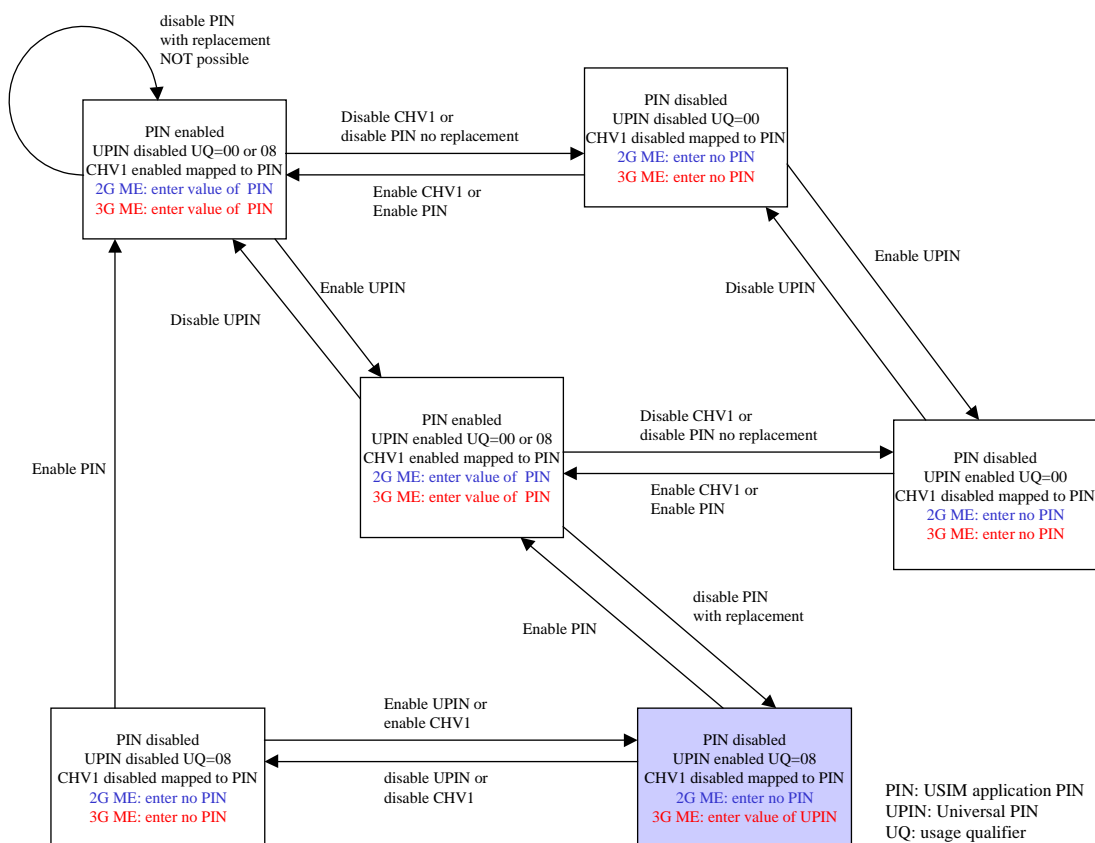 disable PIN
with replacement
NOT possible
PIN enabled
UPIN disabled UQ=00 or 08
CHV1 enabled mapped to PIN
2G ME: enter value of PIN
3G ME: enter value of PIN
Disable CHV1 or
disable PIN no replacement
Enable CHV1 or
Enable PIN
PIN disabled
UPIN disabled UQ=00
CHV1 disabled mapped to PIN
2G ME: enter no PIN
3G ME: enter no PIN
Enable UPIN
Disable UPIN
Enable UPIN
Disable UPIN
PIN enabled
UPIN enabled UQ=00 or 08
CHV1 enabled mapped to PIN
2G ME: enter value of PIN
3G ME: enter value of PIN
Disable CHV1 or
disable PIN no replacement
Enable CHV1 or
Enable PIN
PIN disabled
UPIN enabled UQ=00
CHV1 disabled mapped to PIN
2G ME: enter no PIN
3G ME: enter no PIN
Enable PIN
disable PIN
with replacement
Enable PIN
PIN disabled
UPIN disabled UQ=08
CHV1 disabled mapped to PIN
2G ME: enter no PIN
3G ME: enter no PIN
Enable UPIN or
enable CHV1
disable UPIN or
disable CHV1
PIN disabled
UPIN enabled UQ=08
CHV1 disabled mapped to PIN
2G ME: enter no PIN
3G ME: enter value of UPIN
PIN: USIM application PIN
UPIN: Universal PIN
UQ: usage qualifier